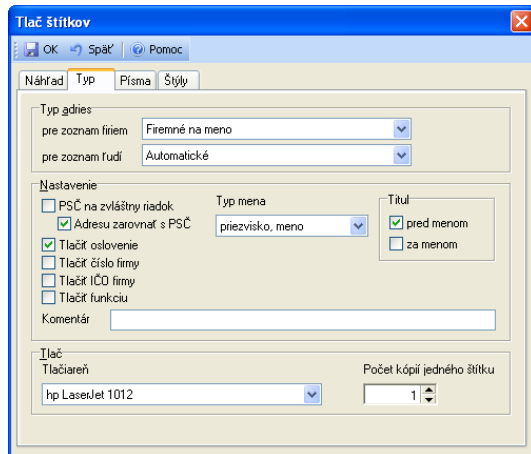 Tlač štítkov
OK Späť Pomoc
Náhľad Typ Písma Štýly
Typ adries
pre zoznam firiem Firemné na meno
pre zoznam ľudí Automatické
Nastavenie
PSČ na zvláštny riadok
Adresu zarovnať s PSČ
Tlačiť oslovenie
Tlačiť číslo firmy
Tlačiť IČO firmy
Tlačiť funkciu
Typ mena
priezvisko, meno
Titul
pred menom
za menom
Komentár
Tlač
Tlačiareň Počet kópií jedného štítku
hp LaserJet 1012 1